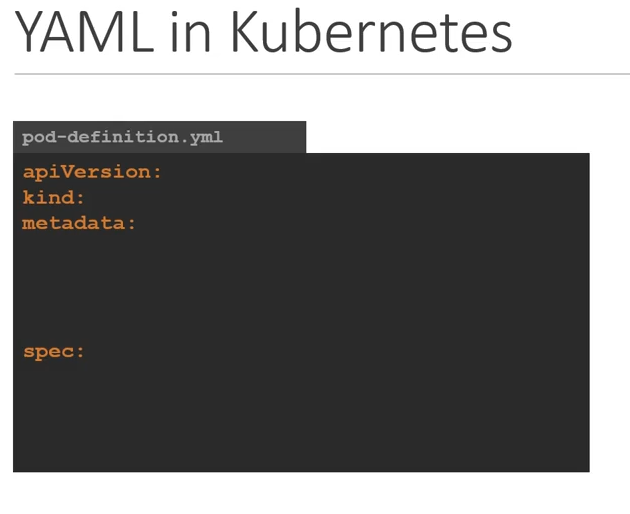 YAML in Kubernetes
pod-definition.yml
apiVersion:
kind:
metadata:
spec: